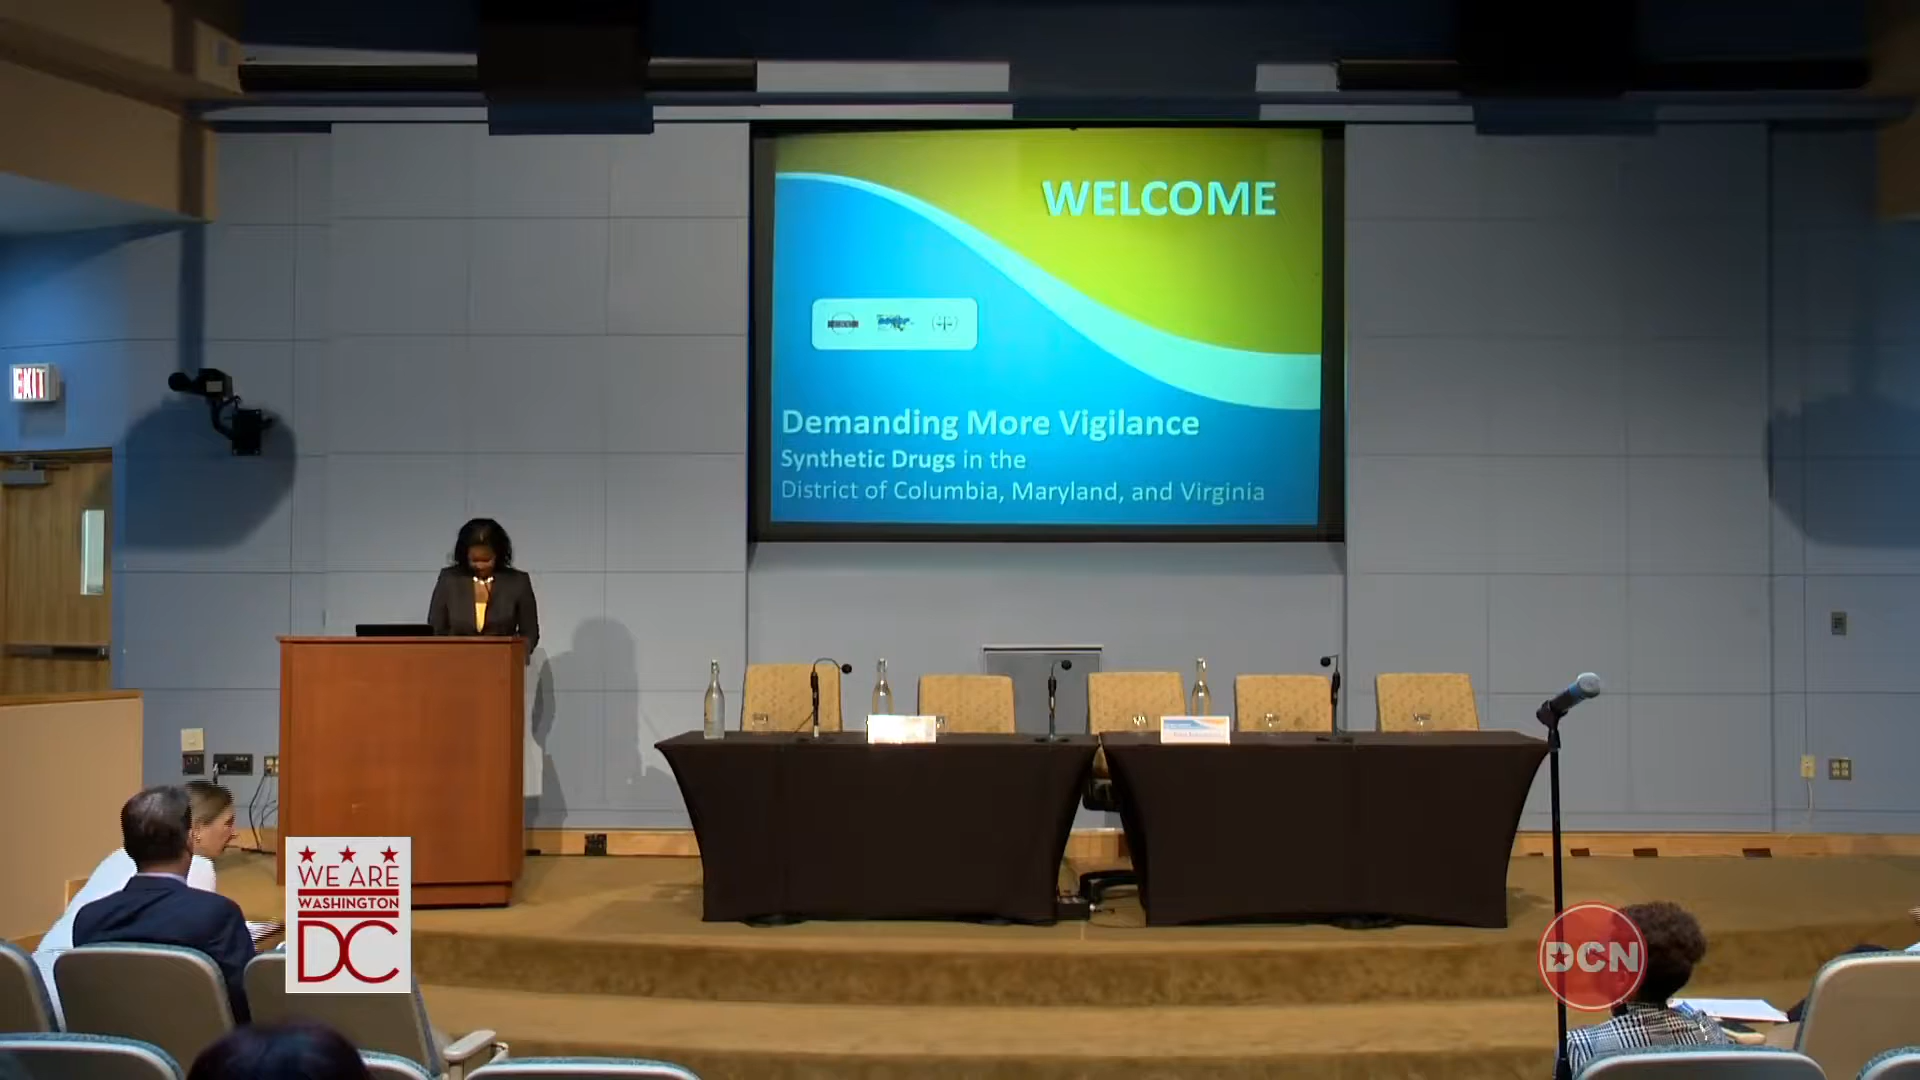 WELCOME
Demanding More Vigilance
Synthetic Drugs in the
District of Columbia, Maryland, and Virginia
EXIT
WE ARE
WASHINGTON
DC
DCN